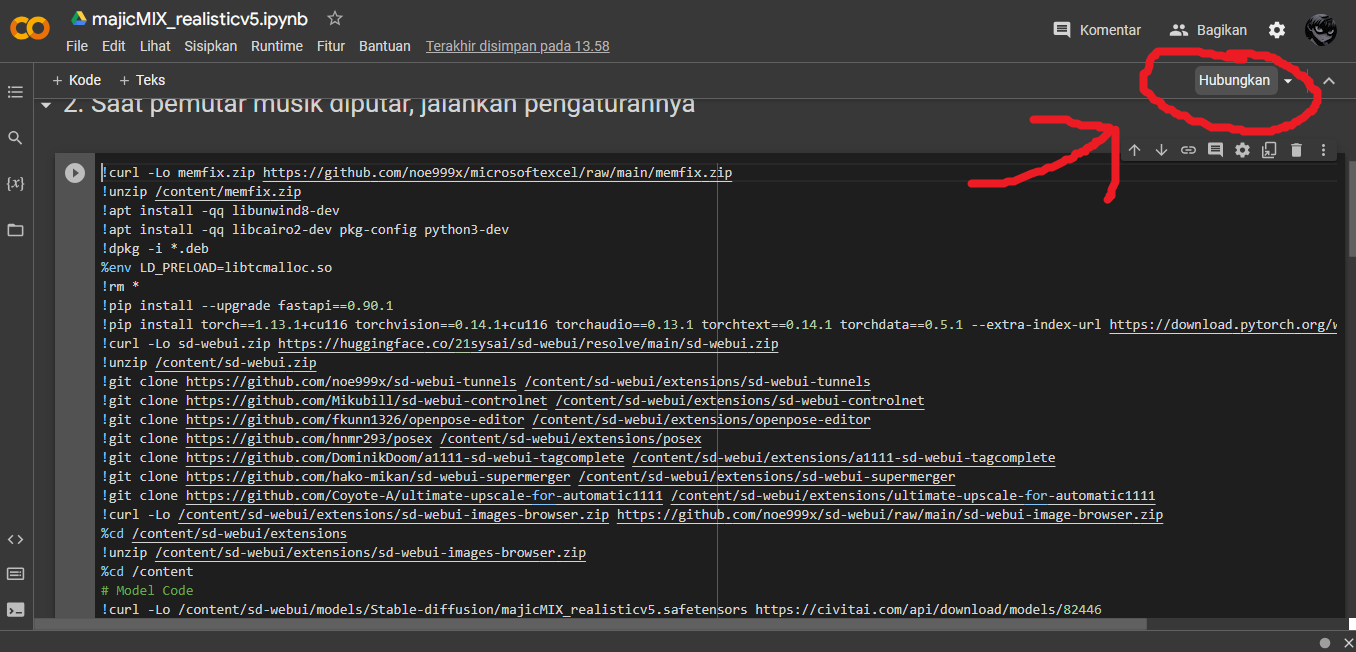 majicMIX_realisticv5.ipynb
File Edit Lihat Sisipkan Runtime Fitur Bantuan Terakhir disimpan pada 13.58
Komentar Bagikan
+ Kode + Teks
Hubungkan
2. Saat pemutar musik diputar, jalankan pengaturannya
!curl -Lo memfix.zip https://github.com/noe999x/microsoftexcel/raw/main/memfix.zip
!unzip /content/memfix.zip
!apt install -qq libunwind8-dev
!apt install -qq libcairo2-dev pkg-config python3-dev
!dpkg -i *.deb
%env LD_PRELOAD=libtcmalloc.so
!rm *
!pip install --upgrade fastapi==0.90.1
!pip install torch==1.13.1+cu116 torchvision==0.14.1+cu116 torchaudio==0.13.1 torchtext==0.14.1 torchdata==0.5.1 --extra-index-url https://download.pytorch.org/w
!curl -Lo sd-webui.zip https://huggingface.co/21sysai/sd-webui/resolve/main/sd-webui.zip
!unzip /content/sd-webui.zip
!git clone https://github.com/noe999x/sd-webui-tunnels /content/sd-webui/extensions/sd-webui-tunnels
!git clone https://github.com/Mikubill/sd-webui-controlnet /content/sd-webui/extensions/sd-webui-controlnet
!git clone https://github.com/fkunn1326/openpose-editor /content/sd-webui/extensions/openpose-editor
!git clone https://github.com/hnmr293/posex /content/sd-webui/extensions/posex
!git clone https://github.com/DominikDoom/a1111-sd-webui-tagcomplete /content/sd-webui/extensions/a1111-sd-webui-tagcomplete
!git clone https://github.com/hako-mikan/sd-webui-supermerger /content/sd-webui/extensions/sd-webui-supermerger
!git clone https://github.com/Coyote-A/ultimate-upscale-for-automatic1111 /content/sd-webui/extensions/ultimate-upscale-for-automatic1111
!curl -Lo /content/sd-webui/extensions/sd-webui-images-browser.zip https://github.com/noe999x/sd-webui/raw/main/sd-webui-image-browser.zip
%cd /content/sd-webui/extensions
!unzip /content/sd-webui/extensions/sd-webui-images-browser.zip
%cd /content
# Model Code
!curl -Lo /content/sd-webui/models/Stable-diffusion/majicMIX_realisticv5.safetensors https://civitai.com/api/download/models/82446